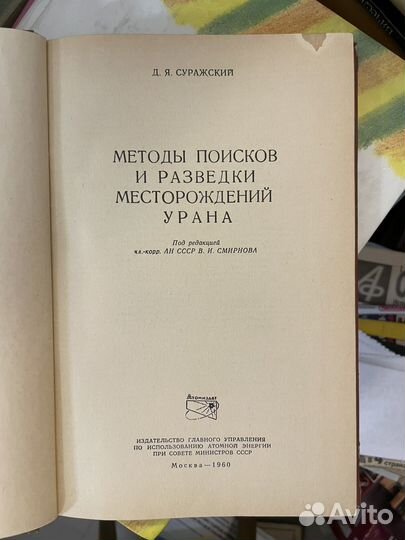 Д. Я. СУРАЖСКИЙ
МЕТОДЫ ПОИСКОВ
И РАЗВЕДКИ
МЕСТОРОЖДЕНИЙ
УРАНА
Под редакцией
чл.-корр. АН СССР В. И. СМИРНОВА
Атомиздат
ИЗДАТЕЛЬСТВО ГЛАВНОГО УПРАВЛЕНИЯ
ПО ИСПОЛЬЗОВАНИЮ АТОМНОЙ ЭНЕРГИИ
ПРИ СОВЕТЕ МИНИСТРОВ СССР
Москва—1960
Avito